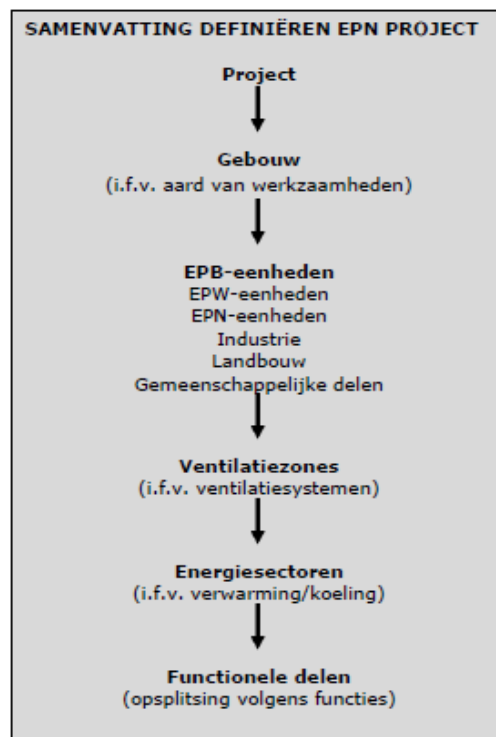 SAMENVATTING DEFINIËREN EPN PROJECT
Project
Gebouw
(i.f.v. aard van werkzaamheden)
EPB-eenheden
EPW-eenheden
EPN-eenheden
Industrie
Landbouw
Gemeenschappelijke delen
Ventilatiezones
(i.f.v. ventilatiesystemen)
Energiesectoren
(i.f.v. verwarming/koeling)
Functionele delen
(opsplitsing volgens functies)